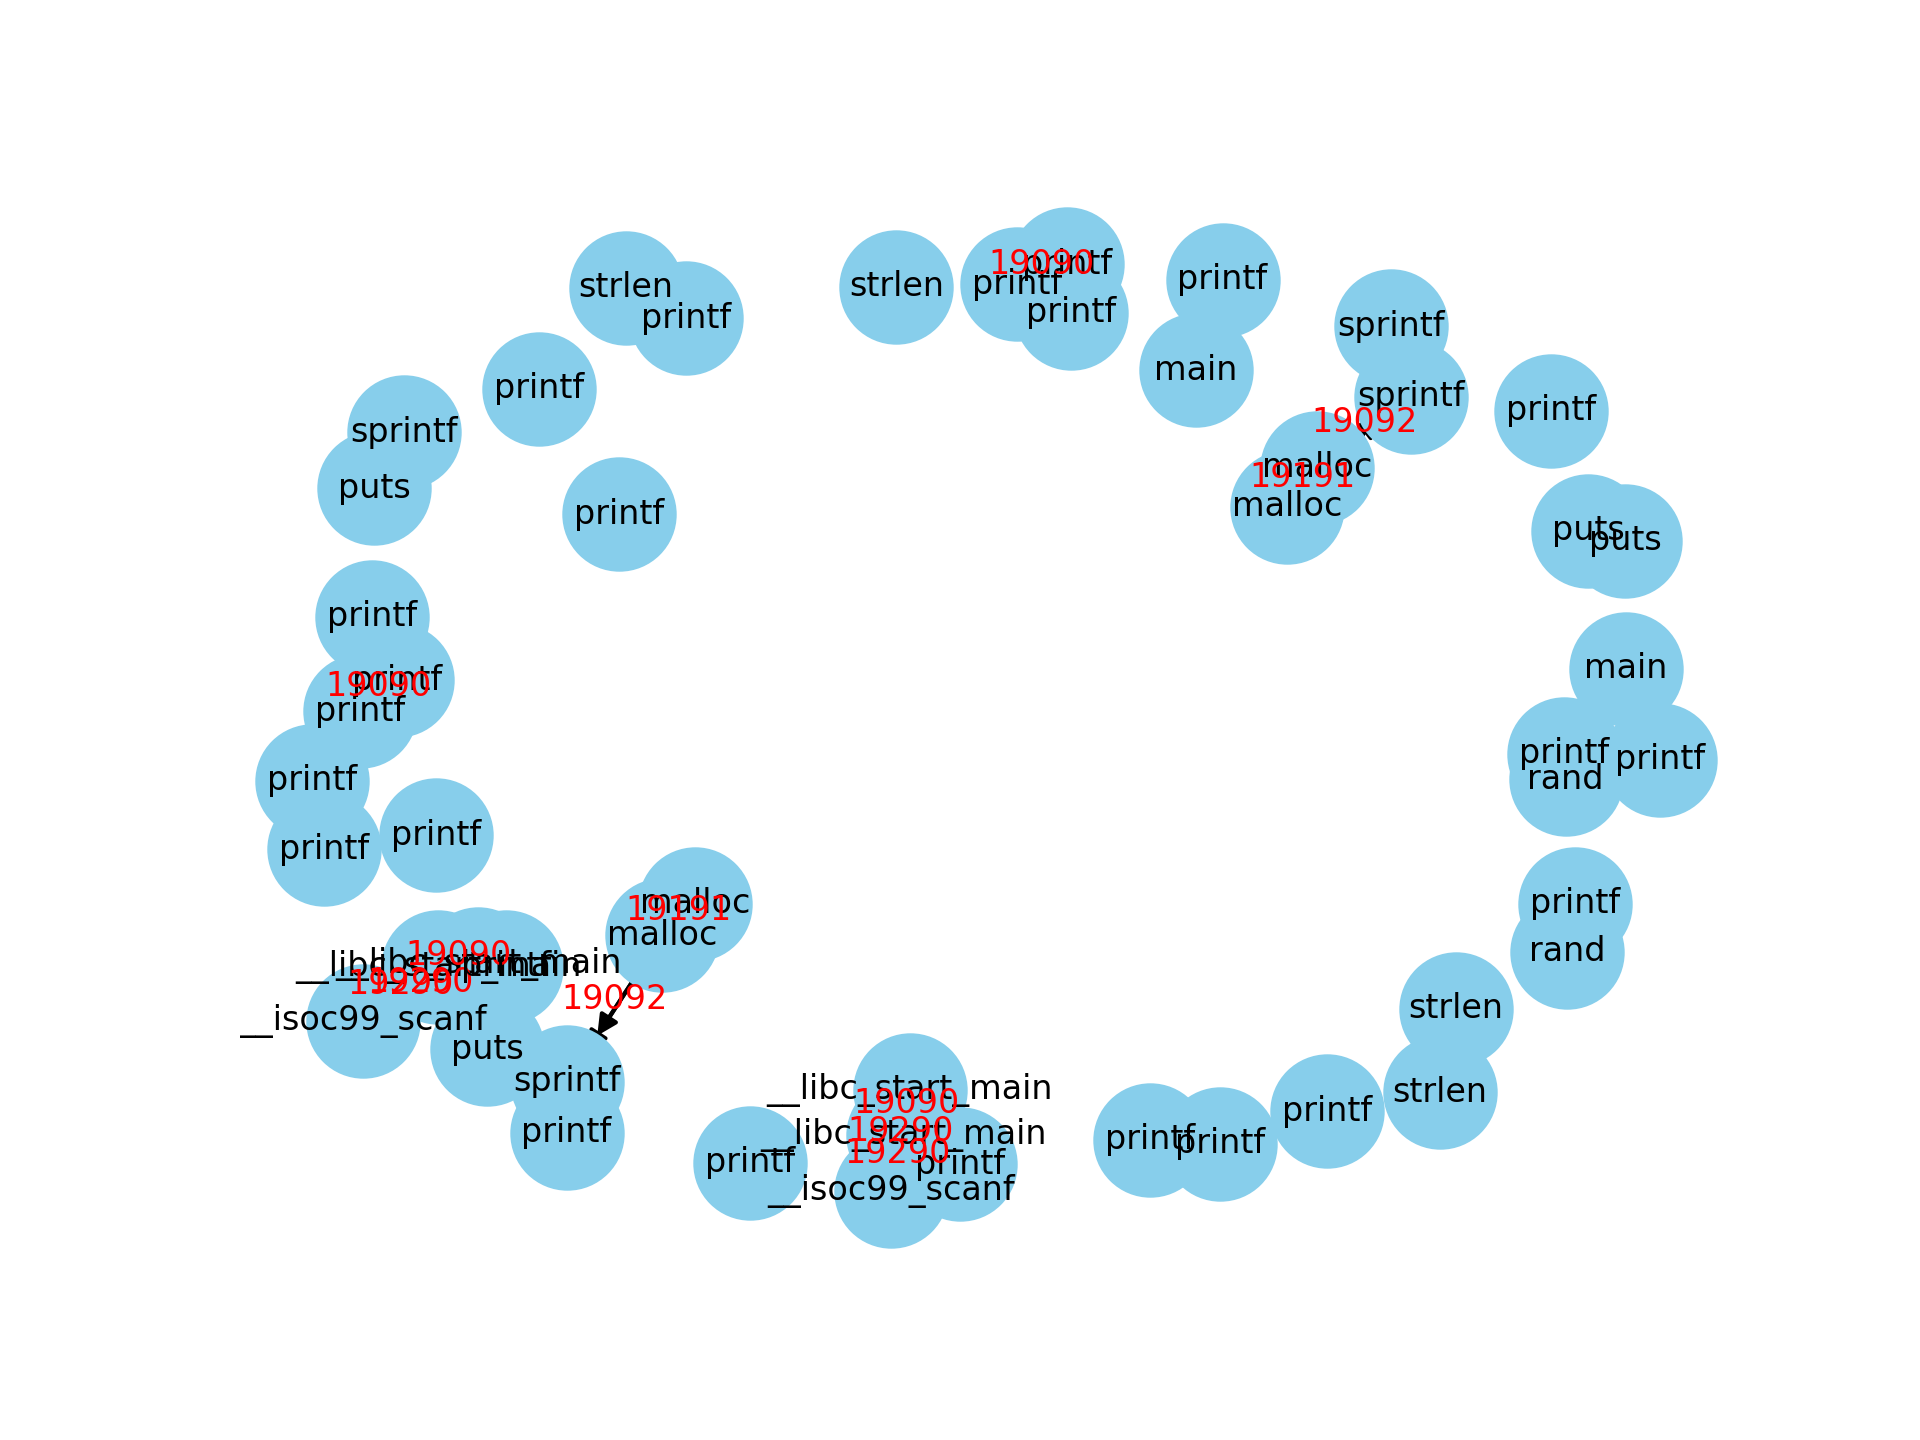 printf
19090
printf
printf
printf
strlen
strlen
printf
sprintf
main
printf
sprintf
19092
printf
sprintf
malloc
19191
malloc
puts
printf
puts
puts
printf
main
printf
19090
printf
printf
printf
rand
printf
printf
printf
malloc
19191
malloc
printf
rand
19090
__libc_start_main
__libc_start_main
printf
19290
19290
19092
__isoc99_scanf
strlen
puts
sprintf
__libc_start_main
19090
strlen
printf
printf
19290
__libc_start_main
19290
printf
printf
printf
printf
__isoc99_scanf